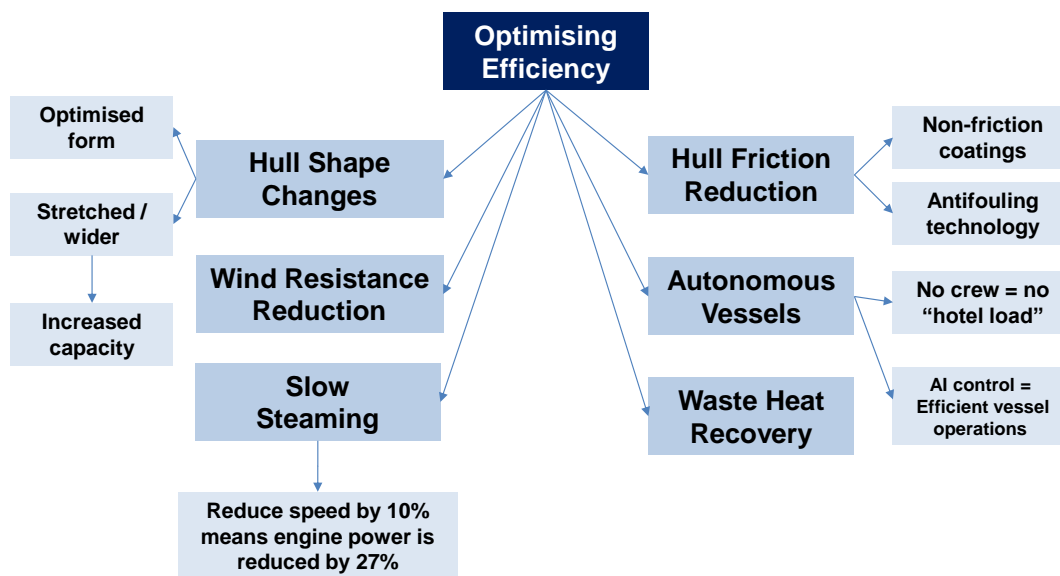 Optimising
Efficiency
Optimised
form
Hull Shape
Changes
Stretched /
wider
Increased
capacity
Wind Resistance
Reduction
Slow
Steaming
Reduce speed by 10%
means engine power is
reduced by 27%
Hull Friction
Reduction
Non-friction
coatings
Antifouling
technology
Autonomous
Vessels
No crew = no
“hotel load”
AI control =
Efficient vessel
operations
Waste Heat
Recovery